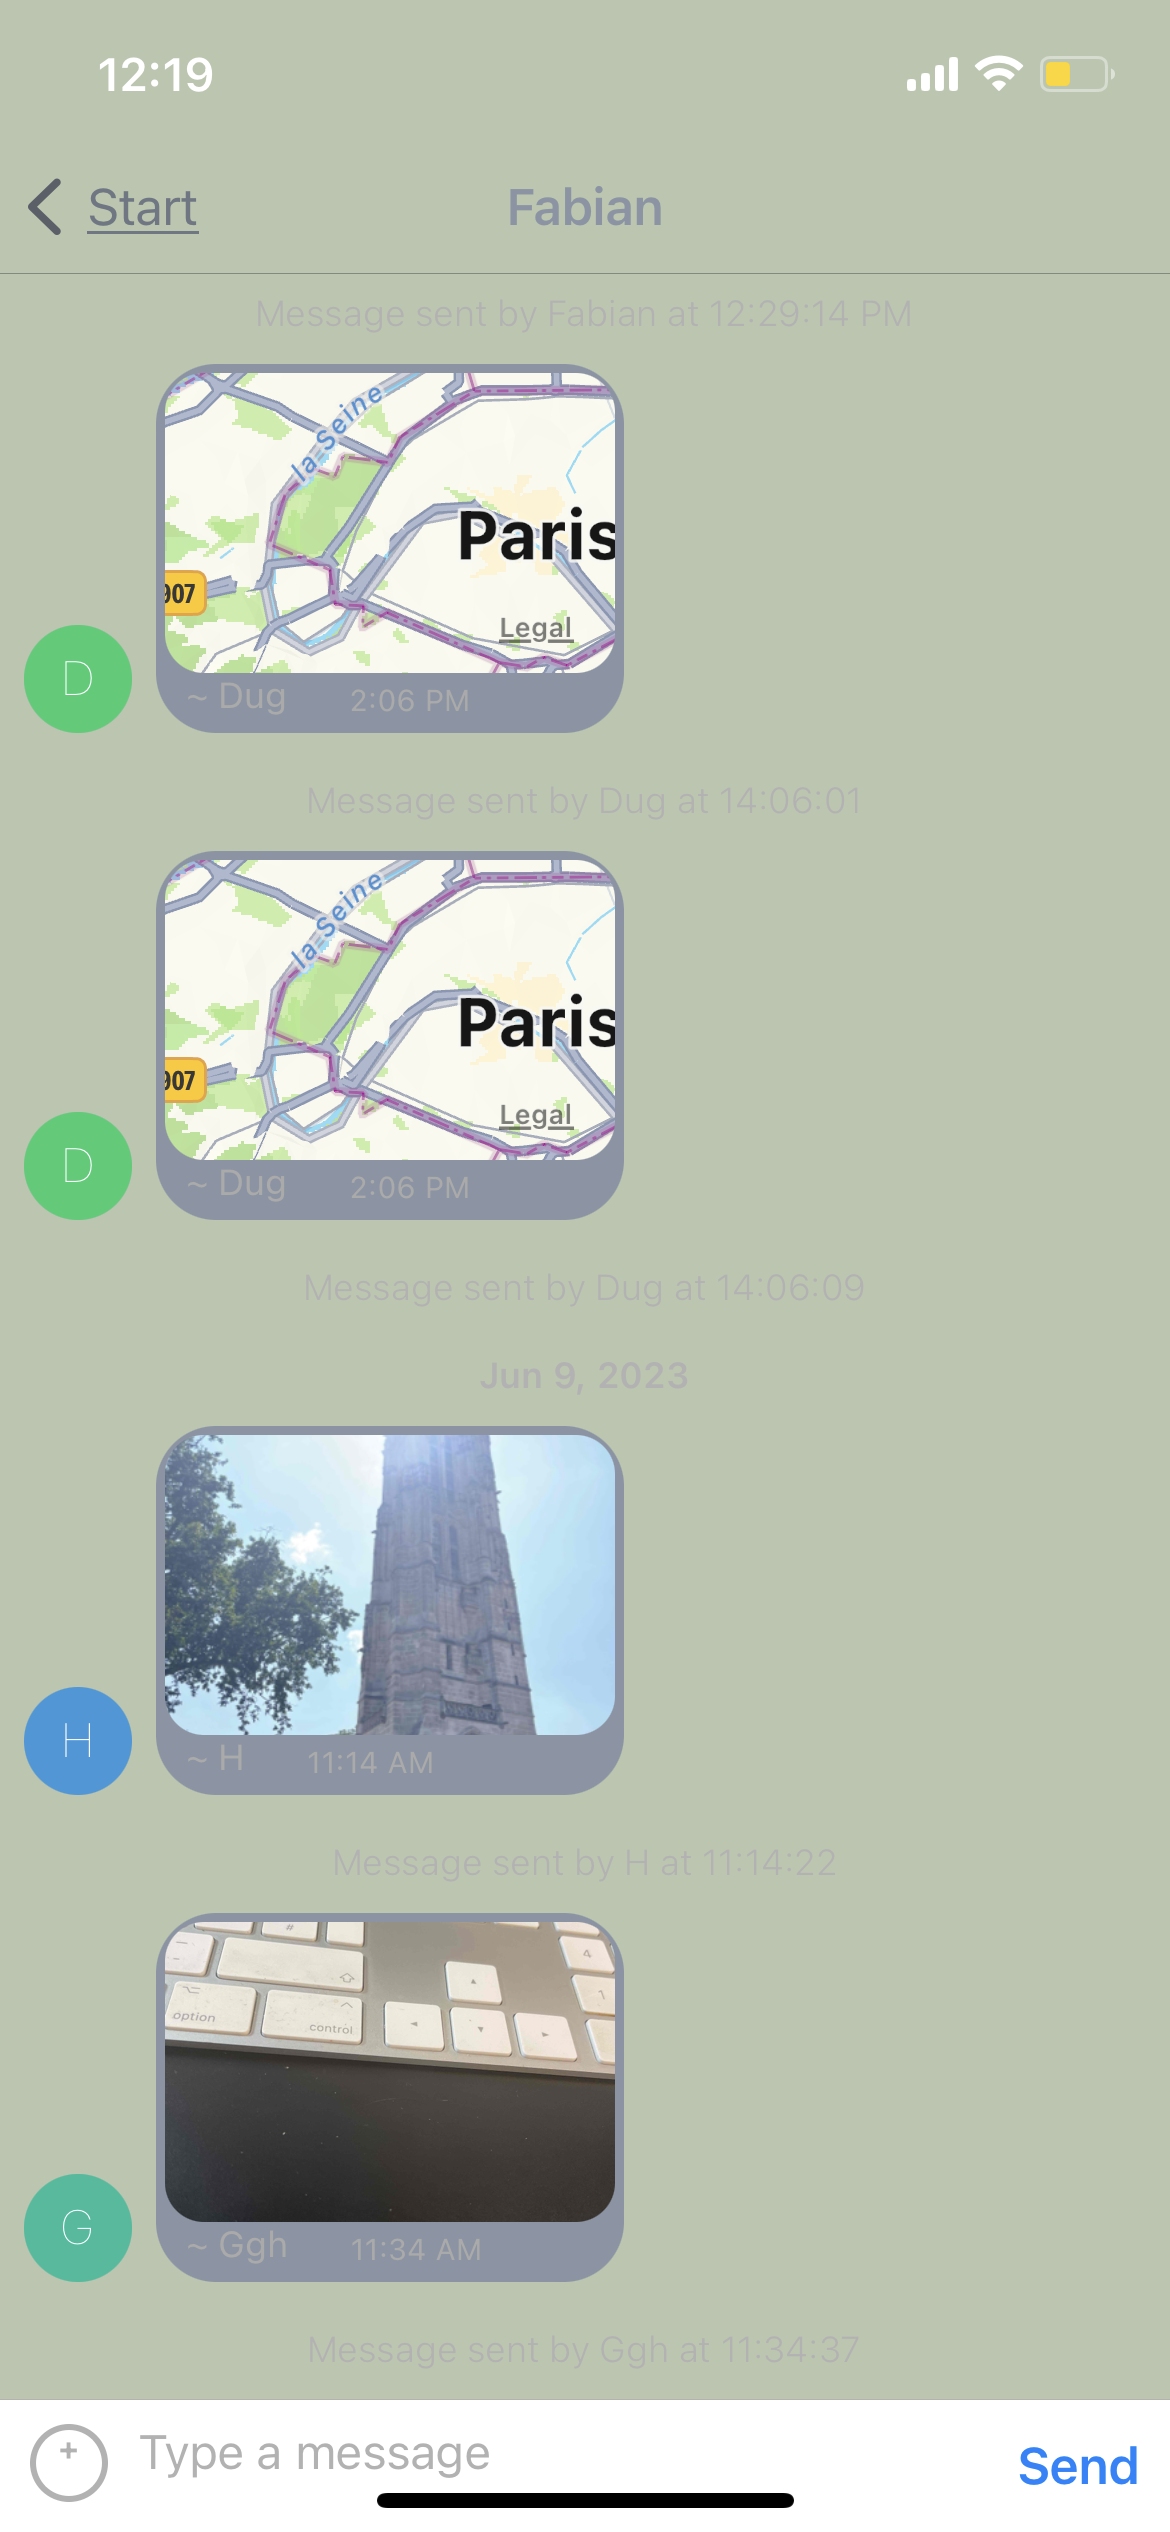 12:19
Start
Fabian
Message sent by Fabian at 12:29:14 PM
la Seine
Paris
907
Legal
D
~ Dug 2:06 PM
Message sent by Dug at 14:06:01
la Seine
Paris
907
Legal
D
~ Dug 2:06 PM
Message sent by Dug at 14:06:09
Jun 9, 2023
H
~ H 11:14 AM
Message sent by H at 11:14:22
#
4
1
option
control
G
~ Ggh 11:34 AM
Message sent by Ggh at 11:34:37
+ Type a message
Send